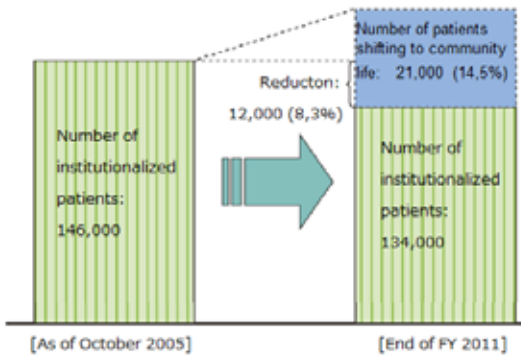 Number of patients
shifting to community
life: 21,000 (14,5%)
Reducton:
12,000 (8,3%)
Number of
institutionalized
patients:
146,000
Number of
institutionalized
patients:
134,000
[As of October 2005]
[End of FY 2011]